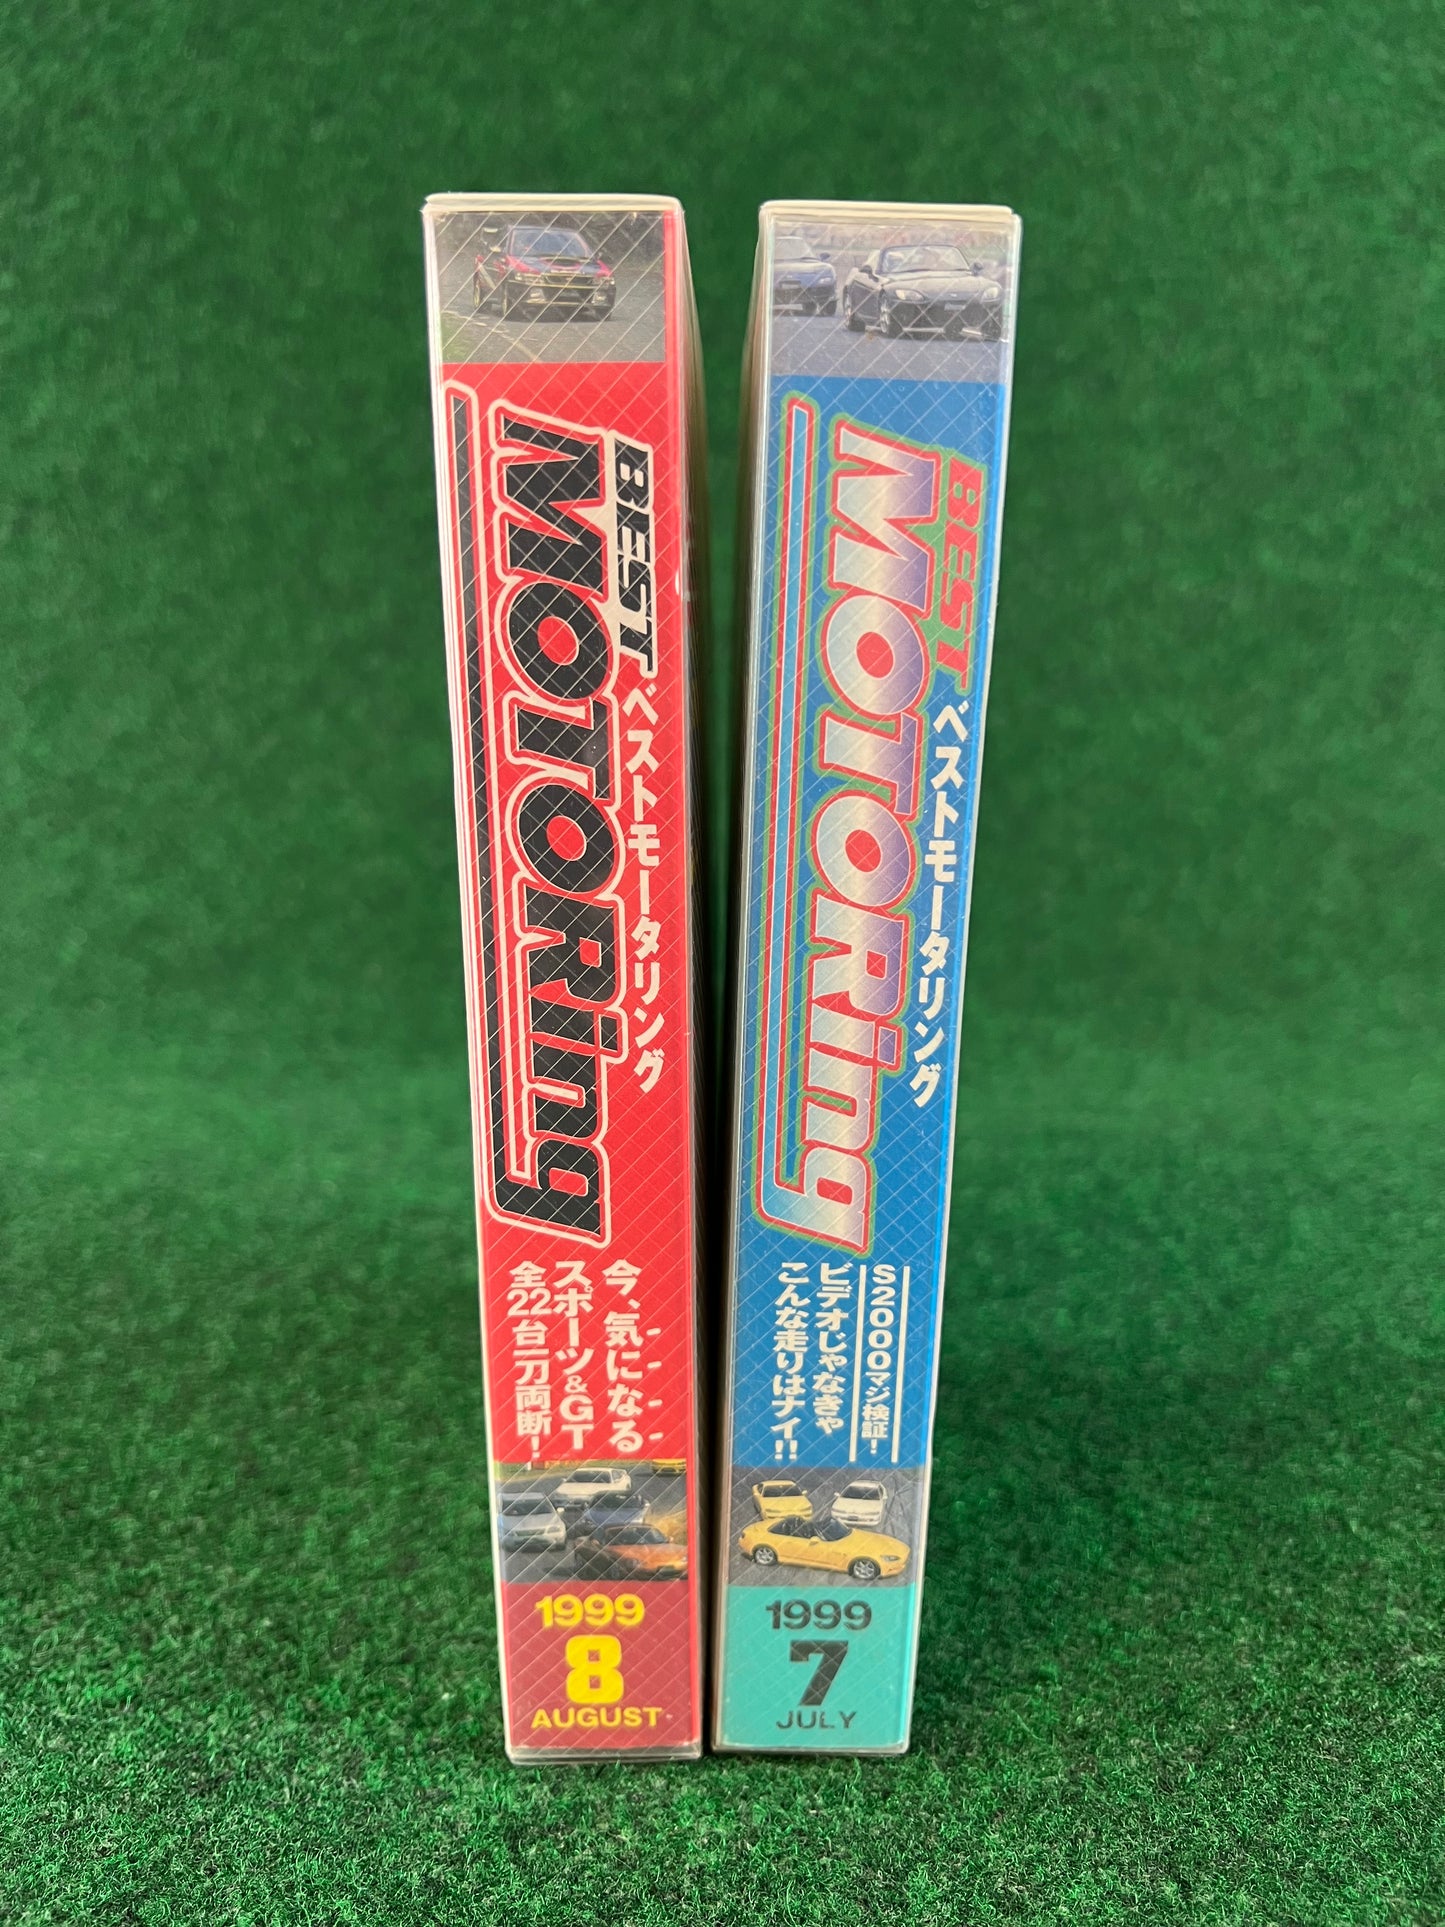 BEST
MOTORing
ベストモータリング
今、気になる
スポーツ&GT
全22台一刀両断!
1999
8
AUGUST
BEST
MOTORing
ベストモータリング
S2000マジ検証!
ビデオじゃなきゃ
こんな走りはナイ!!
1999
7
JULY